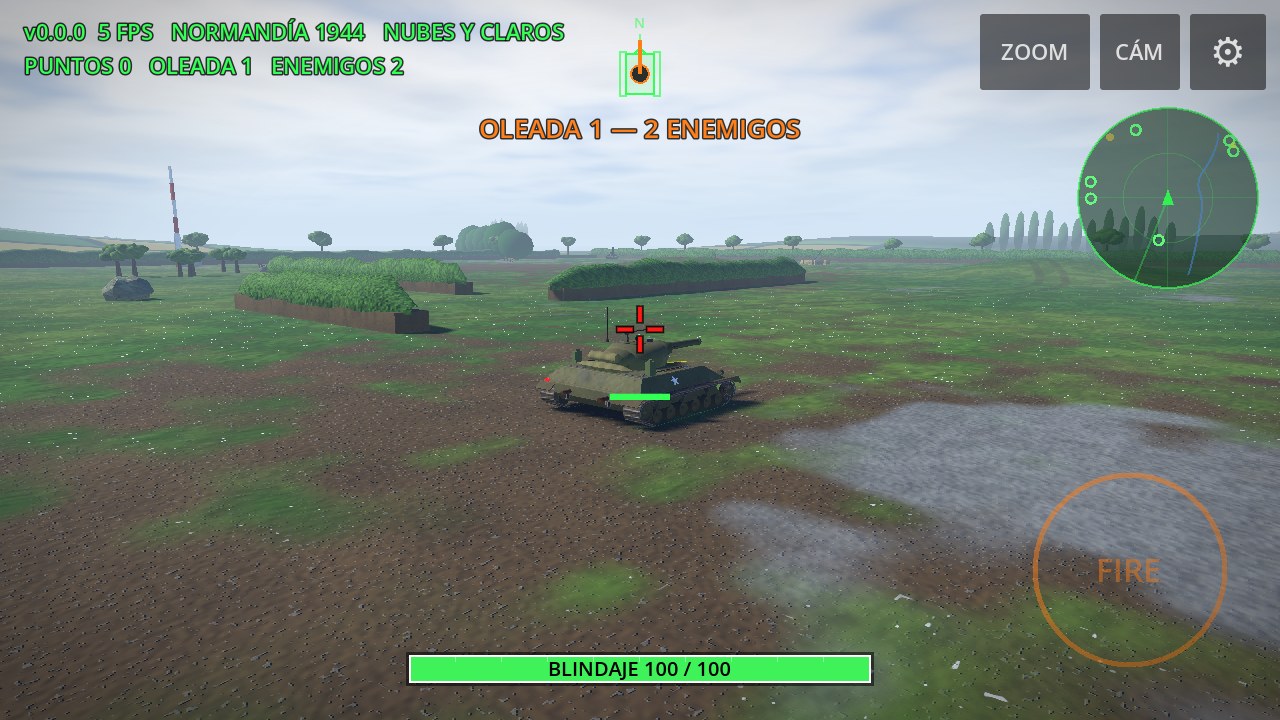 v0.0.0 5 FPS NORMANDÍA 1944 NUBES Y CLAROS
PUNTOS 0 OLEADA 1 ENEMIGOS 2
N
ZOOM
CÁM
OLEADA 1 — 2 ENEMIGOS
FIRE
BLINDAJE 100 / 100